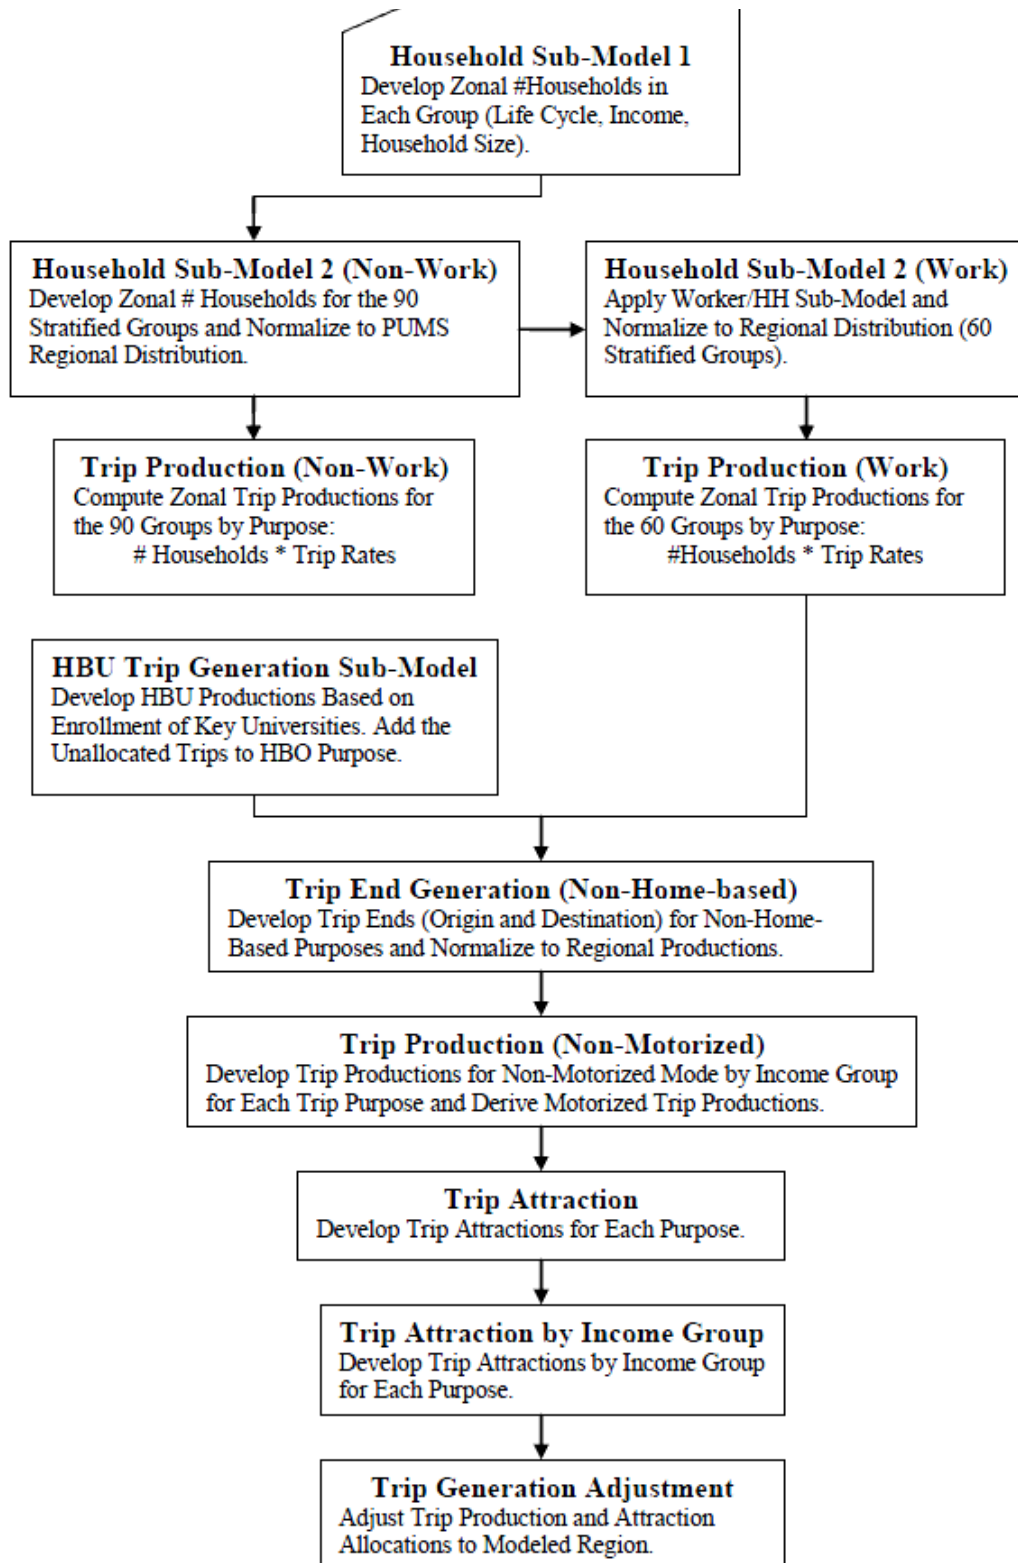 Household Sub-Model 1
Develop Zonal #Households in
Each Group (Life Cycle, Income,
Household Size).
Household Sub-Model 2 (Non-Work)
Develop Zonal # Households for the 90
Stratified Groups and Normalize to PUMS
Regional Distribution.
Household Sub-Model 2 (Work)
Apply Worker/HH Sub-Model and
Normalize to Regional Distribution (60
Stratified Groups).
Trip Production (Non-Work)
Compute Zonal Trip Productions for
the 90 Groups by Purpose:
# Households * Trip Rates
Trip Production (Work)
Compute Zonal Trip Productions for
the 60 Groups by Purpose:
#Households * Trip Rates
HBU Trip Generation Sub-Model
Develop HBU Productions Based on
Enrollment of Key Universities. Add the
Unallocated Trips to HBO Purpose.
Trip End Generation (Non-Home-based)
Develop Trip Ends (Origin and Destination) for Non-Home-
Based Purposes and Normalize to Regional Productions.
Trip Production (Non-Motorized)
Develop Trip Productions for Non-Motorized Mode by Income Group
for Each Trip Purpose and Derive Motorized Trip Productions.
Trip Attraction
Develop Trip Attractions for Each Purpose.
Trip Attraction by Income Group
Develop Trip Attractions by Income Group
for Each Purpose.
Trip Generation Adjustment
Adjust Trip Production and Attraction
Allocations to Modeled Region.